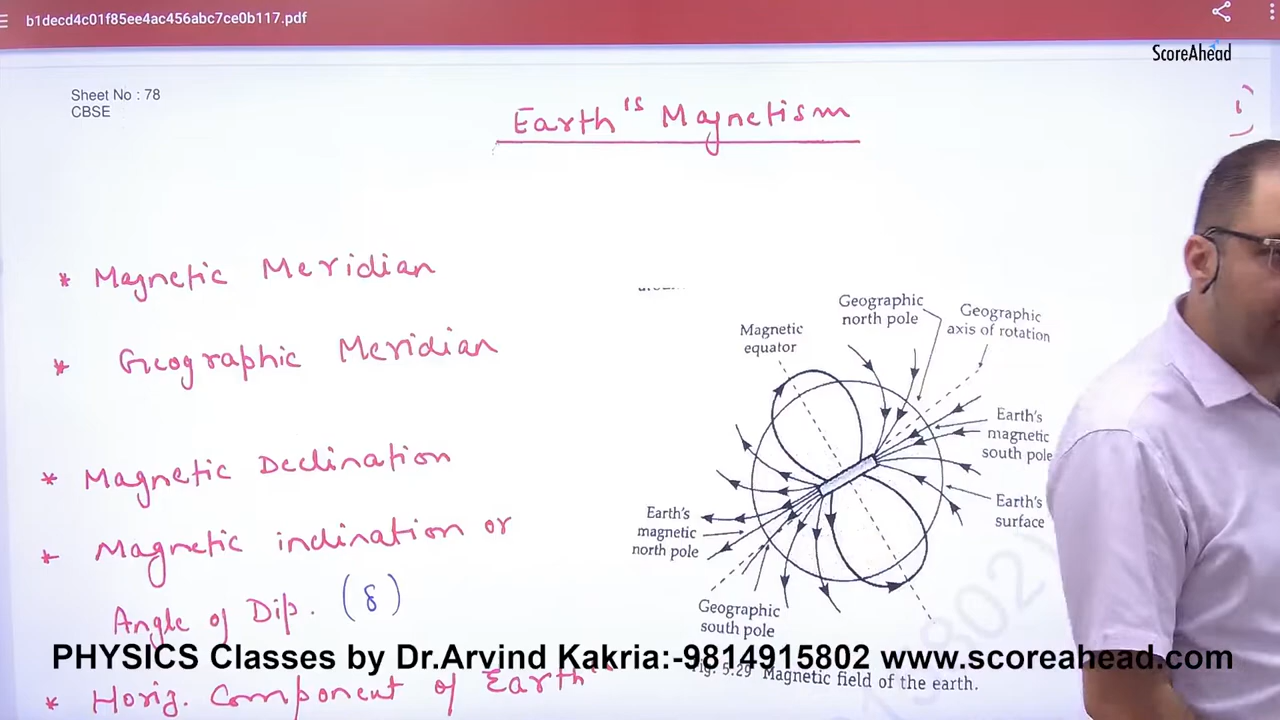 b1decd4c01f85ee4ac456abc7ce0b117.pdf
ScoreAhead
Sheet No : 78
CBSE
Earth's Magnetism
i)
* Magnetic Meridian
* Geographic Meridian
* Magnetic Declination
* Magnetic inclination or
Angle of Dip. (δ)
* Horiz. Component of Earth's
Geographic
north pole
Geographic
axis of rotation
Magnetic
equator
Earth's
magnetic
south pole
Earth's
surface
Earth's
magnetic
north pole
Geographic
south pole
Fig. 5.29 Magnetic field of the earth.
PHYSICS Classes by Dr.Arvind Kakria:-9814915802 www.scoreahead.com